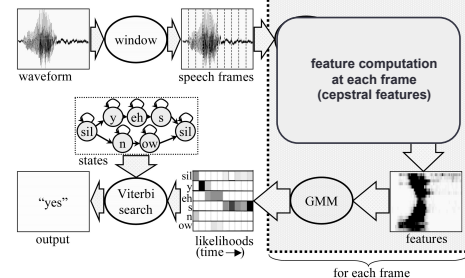 window
waveform
speech frames
feature computation
at each frame
(cepstral features)
y eh s
sil sil
n ow
states
"yes"
output
Viterbi
search
sil
y
eh
s
n
ow
likelihoods
(time →)
GMM
features
for each frame